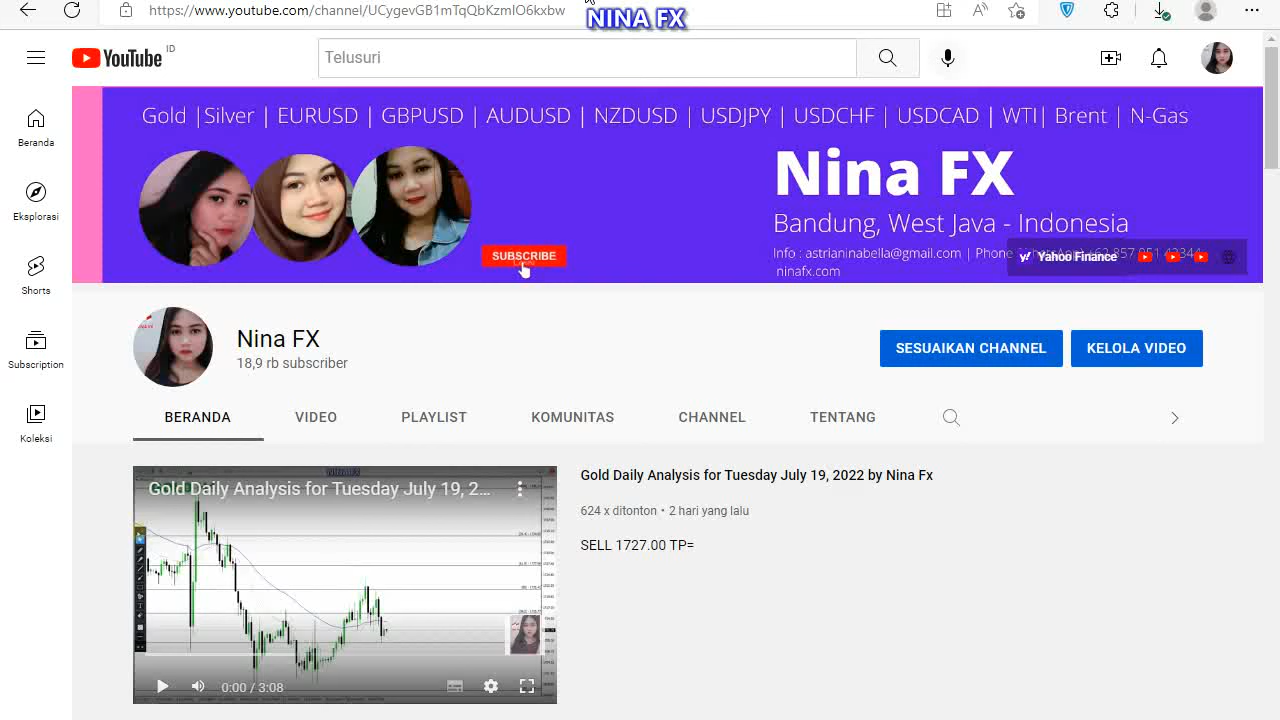 https://www.youtube.com/channel/UCygevGB1mTqQbKzmlO6kxbw
NINA FX
YouTube ID
Telusuri
Beranda
Eksplorasi
Shorts
Subscription
Koleksi
Gold |Silver | EURUSD | GBPUSD | AUDUSD | NZDUSD | USDJPY | USDCHF | USDCAD | WTI| Brent | N-Gas
Nina FX
Bandung, West Java - Indonesia
Info : astrianinabella@gmail.com | Phone
ninafx.com
Yahoo Finance
SUBSCRIBE
Nina FX
18,9 rb subscriber
SESUAIKAN CHANNEL
KELOLA VIDEO
BERANDA
VIDEO
PLAYLIST
KOMUNITAS
CHANNEL
TENTANG
NINA FX
Gold Daily Analysis for Tuesday July 19, 2...
0:00 / 3:08
Gold Daily Analysis for Tuesday July 19, 2022 by Nina Fx
624 x ditonton • 2 hari yang lalu
SELL 1727.00 TP=